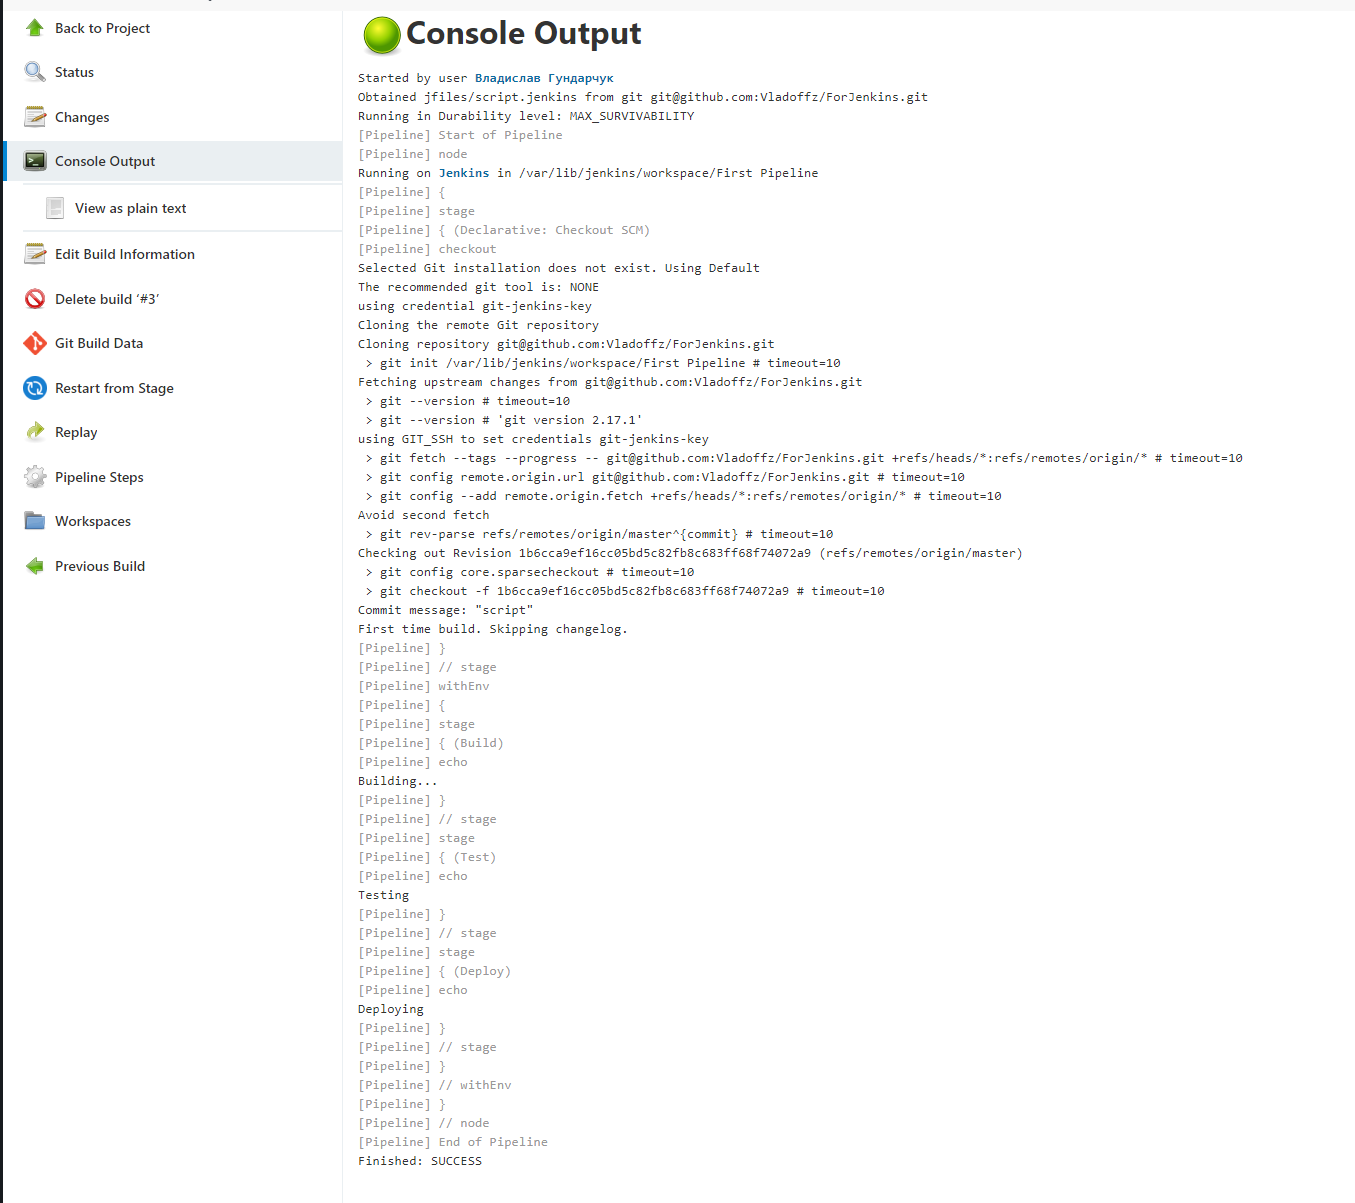 Back to Project
Status
Changes
Console Output
View as plain text
Edit Build Information
Delete build ‘#3’
Git Build Data
Restart from Stage
Replay
Pipeline Steps
Workspaces
Previous Build
Console Output
Started by user Владислав Гундарчук
Obtained jfiles/script.jenkins from git git@github.com:Vladoffz/ForJenkins.git
Running in Durability level: MAX_SURVIVABILITY
[Pipeline] Start of Pipeline
[Pipeline] node
Running on Jenkins in /var/lib/jenkins/workspace/First Pipeline
[Pipeline] {
[Pipeline] stage
[Pipeline] { (Declarative: Checkout SCM)
[Pipeline] checkout
Selected Git installation does not exist. Using Default
The recommended git tool is: NONE
using credential git-jenkins-key
Cloning the remote Git repository
Cloning repository git@github.com:Vladoffz/ForJenkins.git
> git init /var/lib/jenkins/workspace/First Pipeline # timeout=10
Fetching upstream changes from git@github.com:Vladoffz/ForJenkins.git
> git --version # timeout=10
> git --version # 'git version 2.17.1'
using GIT_SSH to set credentials git-jenkins-key
> git fetch --tags --progress -- git@github.com:Vladoffz/ForJenkins.git +refs/heads/*:refs/remotes/origin/* # timeout=10
> git config remote.origin.url git@github.com:Vladoffz/ForJenkins.git # timeout=10
> git config --add remote.origin.fetch +refs/heads/*:refs/remotes/origin/* # timeout=10
Avoid second fetch
> git rev-parse refs/remotes/origin/master^{commit} # timeout=10
Checking out Revision 1b6cca9ef16cc05bd5c82fb8c683ff68f74072a9 (refs/remotes/origin/master)
> git config core.sparsecheckout # timeout=10
> git checkout -f 1b6cca9ef16cc05bd5c82fb8c683ff68f74072a9 # timeout=10
Commit message: "script"
First time build. Skipping changelog.
[Pipeline] }
[Pipeline] // stage
[Pipeline] withEnv
[Pipeline] {
[Pipeline] stage
[Pipeline] { (Build)
[Pipeline] echo
Building...
[Pipeline] }
[Pipeline] // stage
[Pipeline] stage
[Pipeline] { (Test)
[Pipeline] echo
Testing
[Pipeline] }
[Pipeline] // stage
[Pipeline] stage
[Pipeline] { (Deploy)
[Pipeline] echo
Deploying
[Pipeline] }
[Pipeline] // stage
[Pipeline] }
[Pipeline] // withEnv
[Pipeline] }
[Pipeline] // node
[Pipeline] End of Pipeline
Finished: SUCCESS